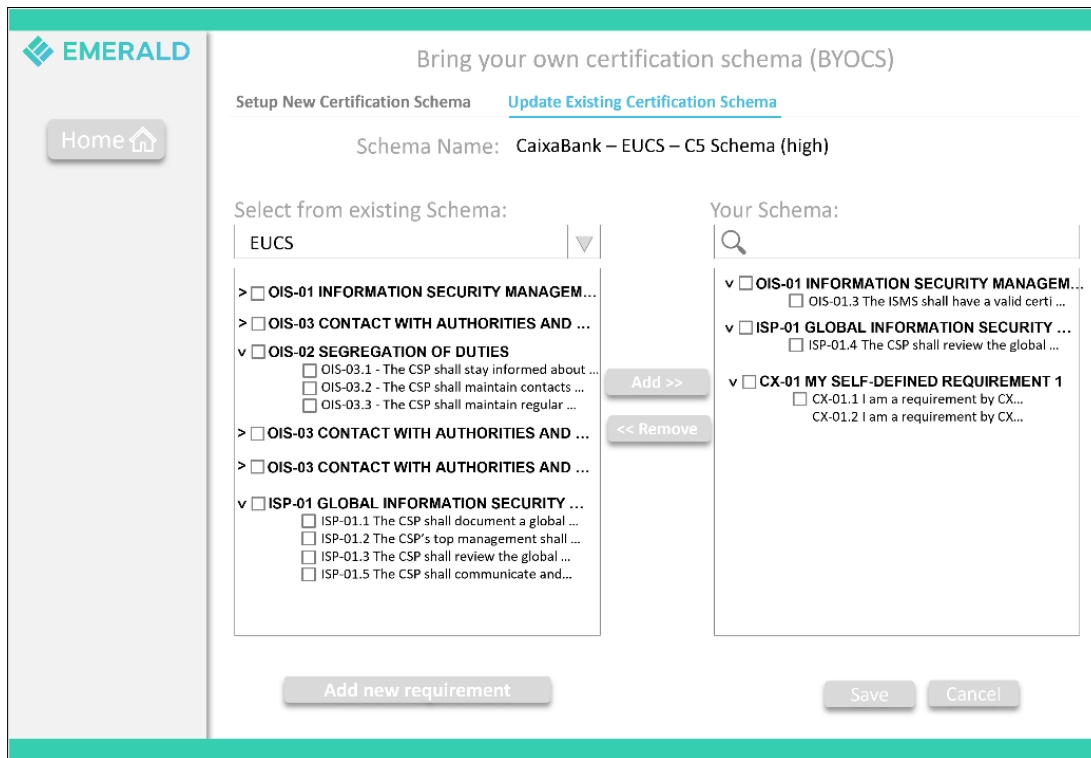 EMERALD
Bring your own certification schema (BYOCS)
Setup New Certification Schema
Update Existing Certification Schema
Home
Schema Name: CaixaBank – EUCS – C5 Schema (high)
Select from existing Schema:
EUCS
> OIS-01 INFORMATION SECURITY MANAGEM...
> OIS-03 CONTACT WITH AUTHORITIES AND ...
v OIS-02 SEGREGATION OF DUTIES
OIS-03.1 - The CSP shall stay informed about ...
OIS-03.2 - The CSP shall maintain contacts ...
OIS-03.3 - The CSP shall maintain regular ...
> OIS-03 CONTACT WITH AUTHORITIES AND ...
> OIS-03 CONTACT WITH AUTHORITIES AND ...
v ISP-01 GLOBAL INFORMATION SECURITY ...
ISP-01.1 The CSP shall document a global ...
ISP-01.2 The CSP's top management shall ...
ISP-01.3 The CSP shall review the global ...
ISP-01.5 The CSP shall communicate and...
Add >>
<< Remove
Your Schema:
v OIS-01 INFORMATION SECURITY MANAGEM...
OIS-01.3 The ISMS shall have a valid certi ...
v ISP-01 GLOBAL INFORMATION SECURITY ...
ISP-01.4 The CSP shall review the global ...
v CX-01 MY SELF-DEFINED REQUIREMENT 1
CX-01.1 I am a requirement by CX...
CX-01.2 I am a requirement by CX...
Add new requirement
Save
Cancel